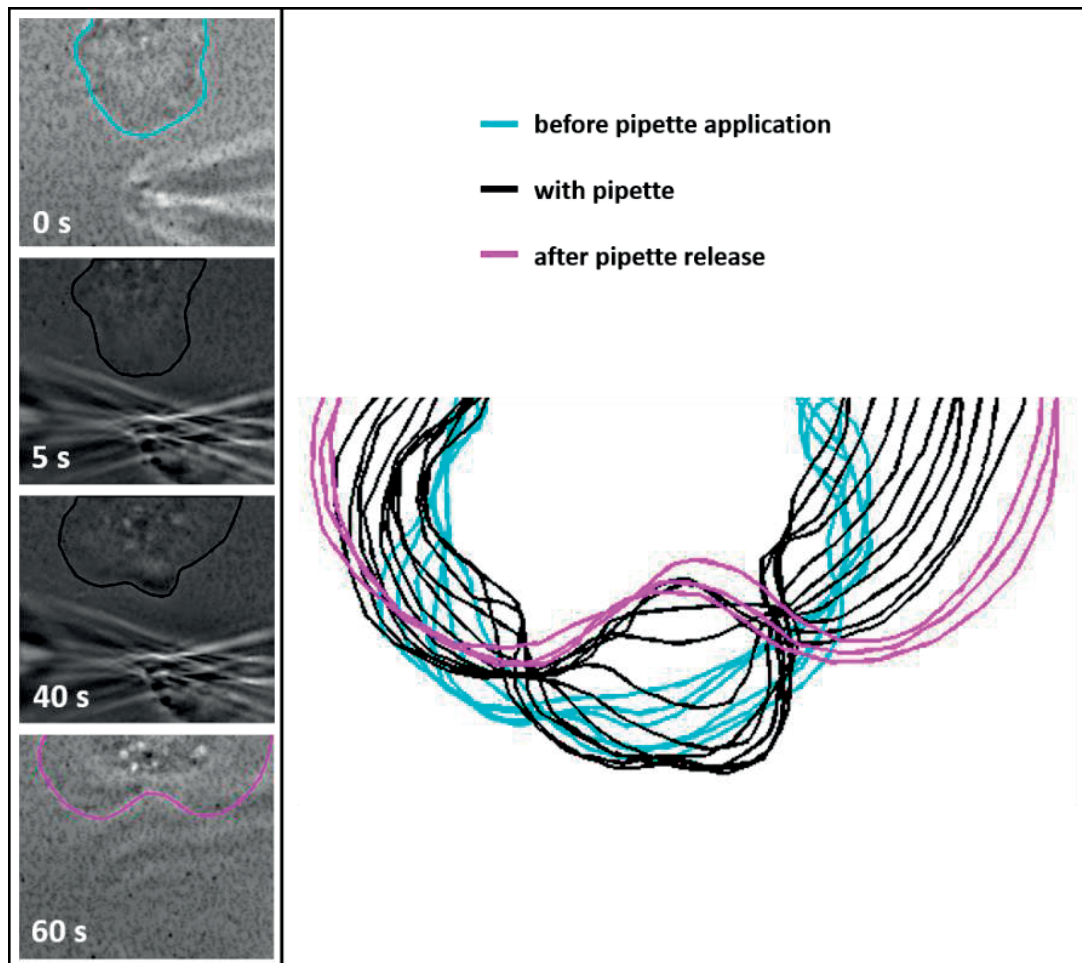 0 s
5 s
40 s
60 s
before pipette application
with pipette
after pipette release